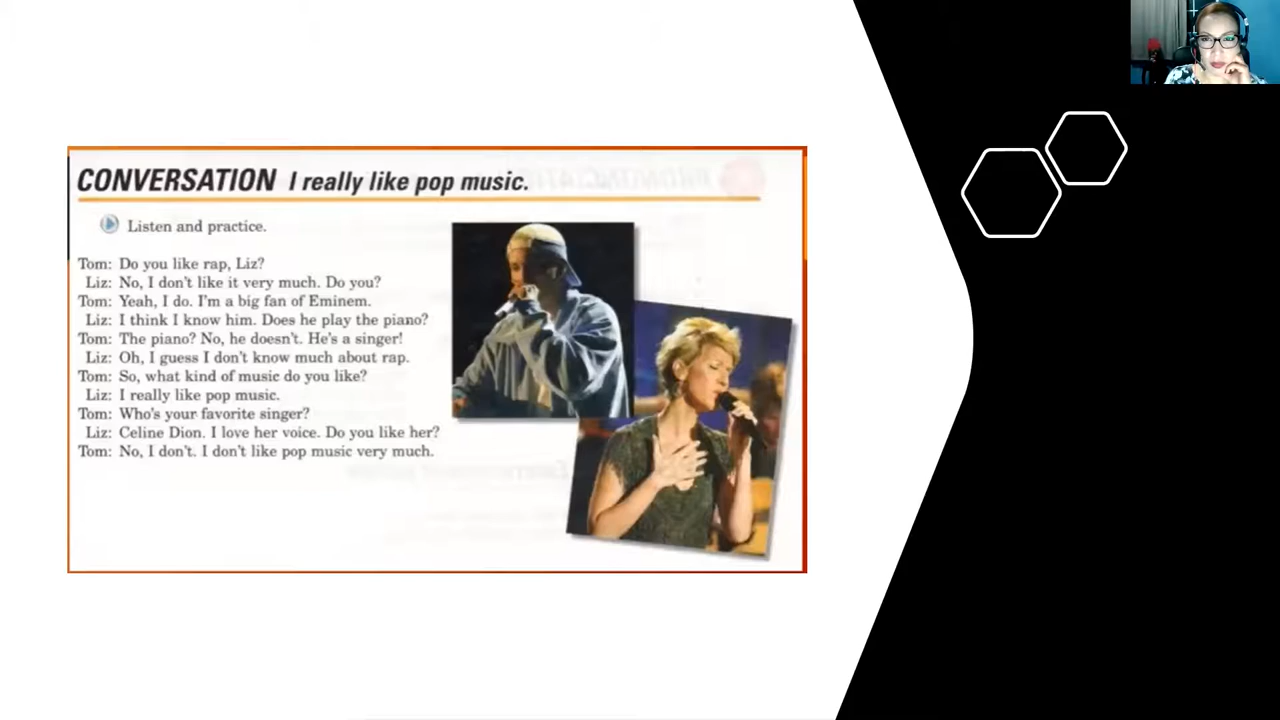 CONVERSATION I really like pop music.
Listen and practice.
Tom: Do you like rap, Liz?
Liz: No, I don't like it very much. Do you?
Tom: Yeah, I do. I'm a big fan of Eminem.
Liz: I think I know him. Does he play the piano?
Tom: The piano? No, he doesn't. He's a singer!
Liz: Oh, I guess I don't know much about rap.
Tom: So, what kind of music do you like?
Liz: I really like pop music.
Tom: Who's your favorite singer?
Liz: Celine Dion. I love her voice. Do you like her?
Tom: No, I don't. I don't like pop music very much.